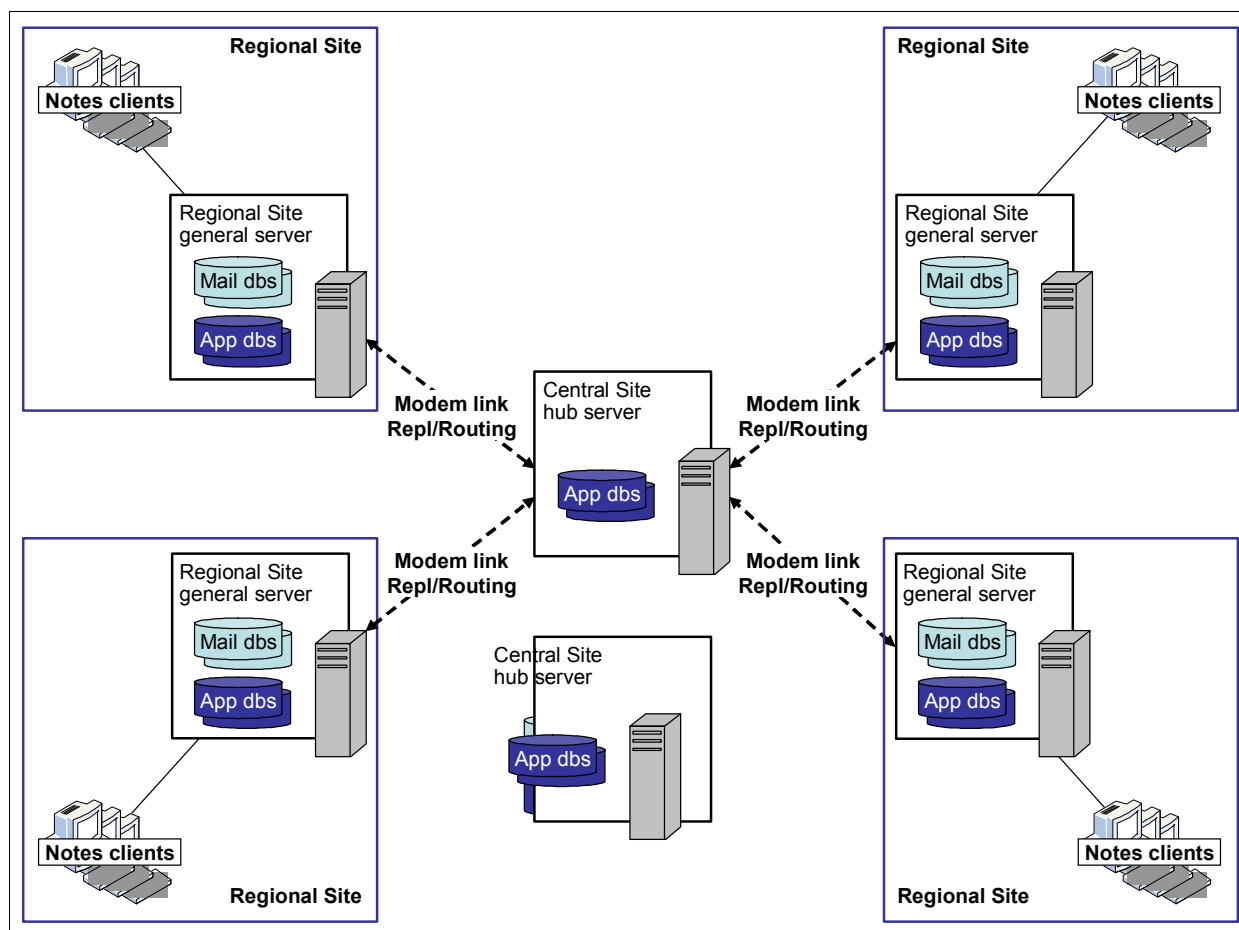 Regional Site
Notes clients
Regional Site
general server
Mail dbs
App dbs
Regional Site
Notes clients
Regional Site
general server
Mail dbs
App dbs
Modem link
Repl/Routing
Central Site
hub server
App dbs
Modem link
Repl/Routing
Modem link
Repl/Routing
Modem link
Repl/Routing
Regional Site
general server
Mail dbs
App dbs
Notes clients
Regional Site
Central Site
hub server
App dbs
Regional Site
general server
Mail dbs
App dbs
Notes clients
Regional Site